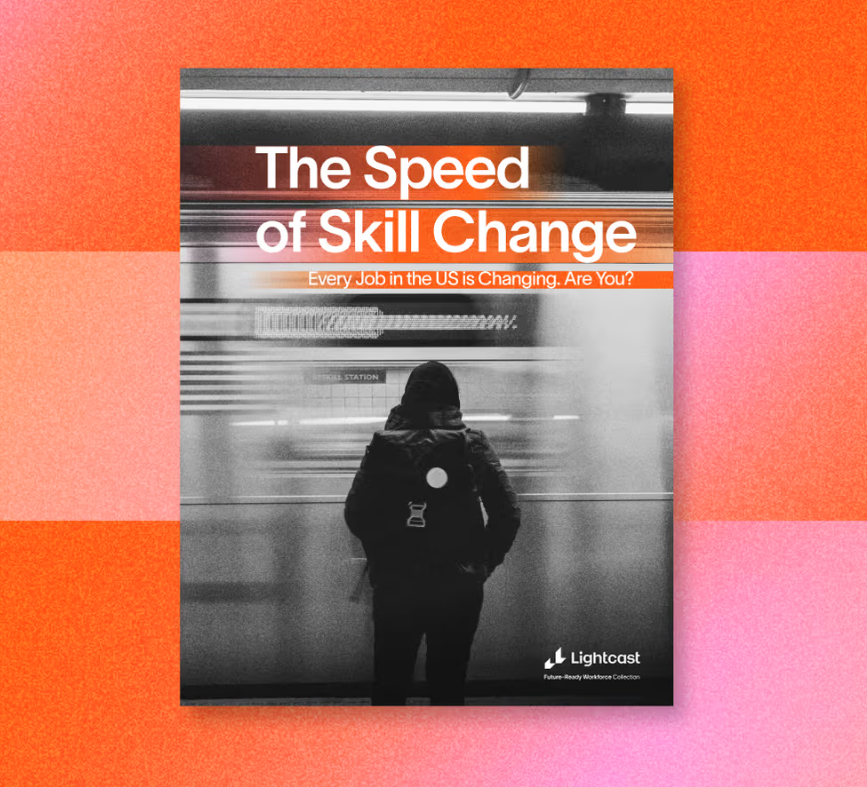 The Speed
of Skill Change
Every Job in the US is Changing. Are You?
STATION
Lightcast
Future-Ready Workforce Collection